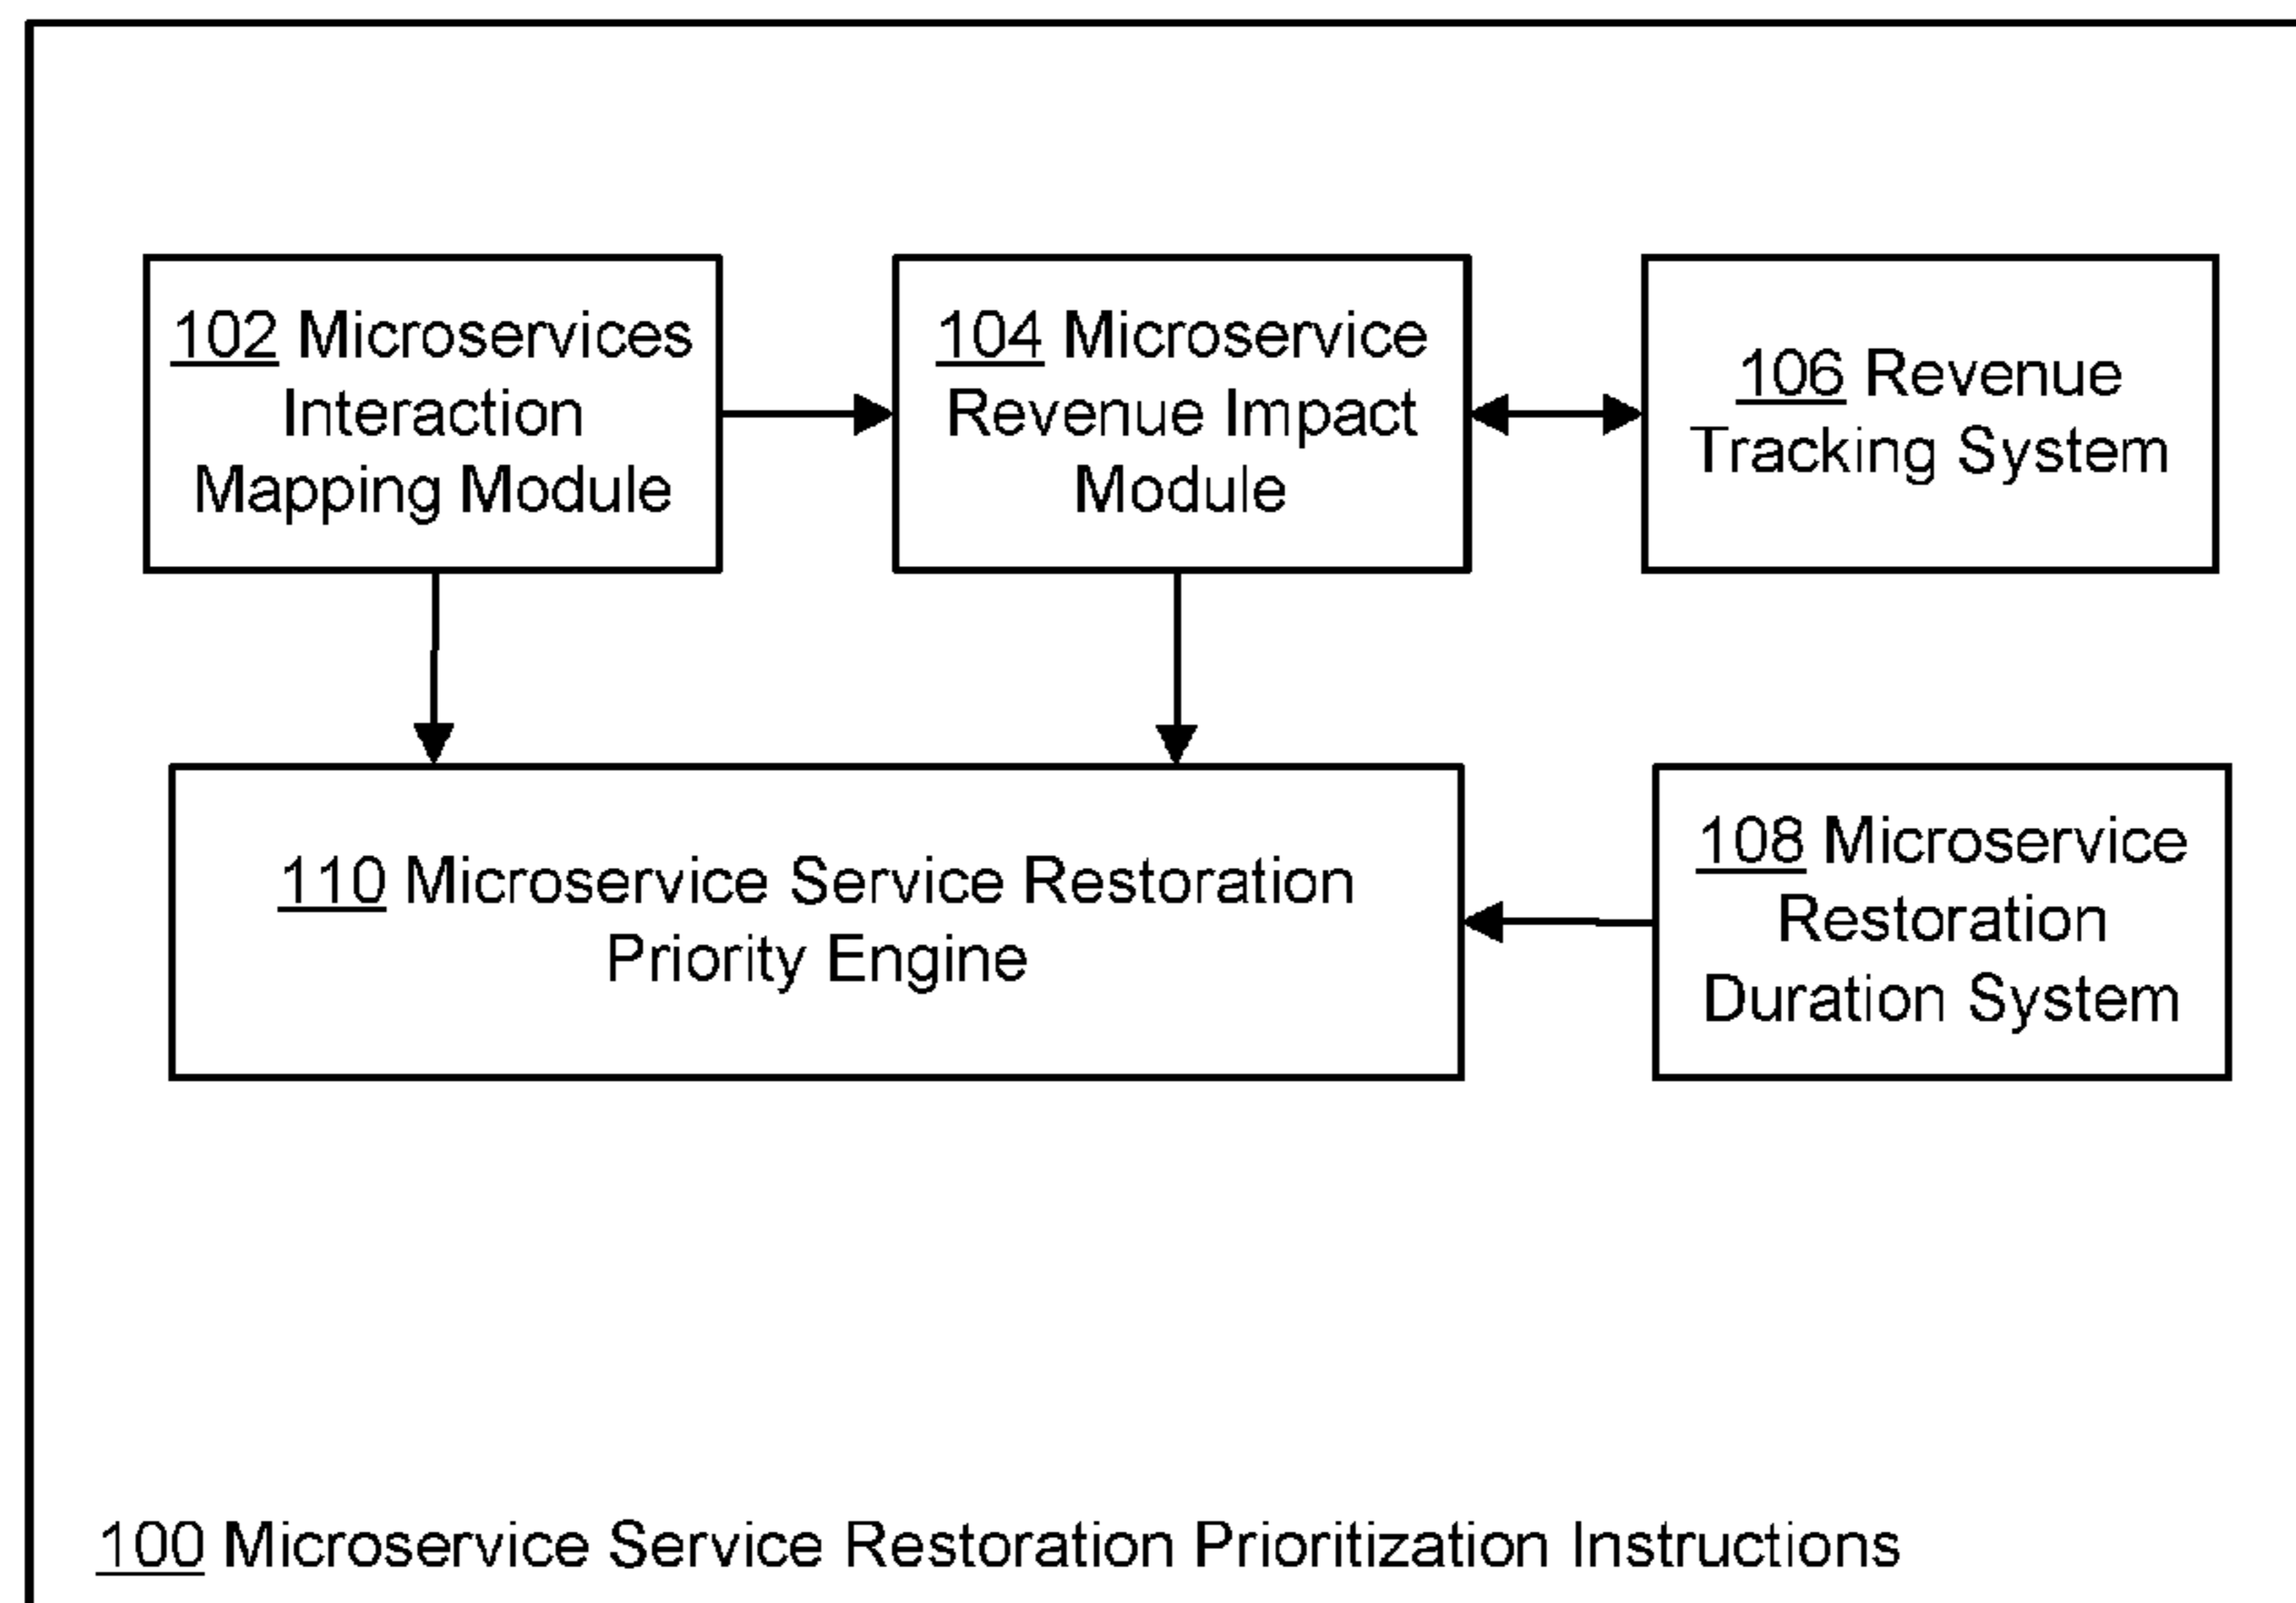 102 Microservices
Interaction
Mapping Module
104 Microservice
Revenue Impact
Module
106 Revenue
Tracking System
110 Microservice Service Restoration
Priority Engine
108 Microservice
Restoration
Duration System
100 Microservice Service Restoration Prioritization Instructions